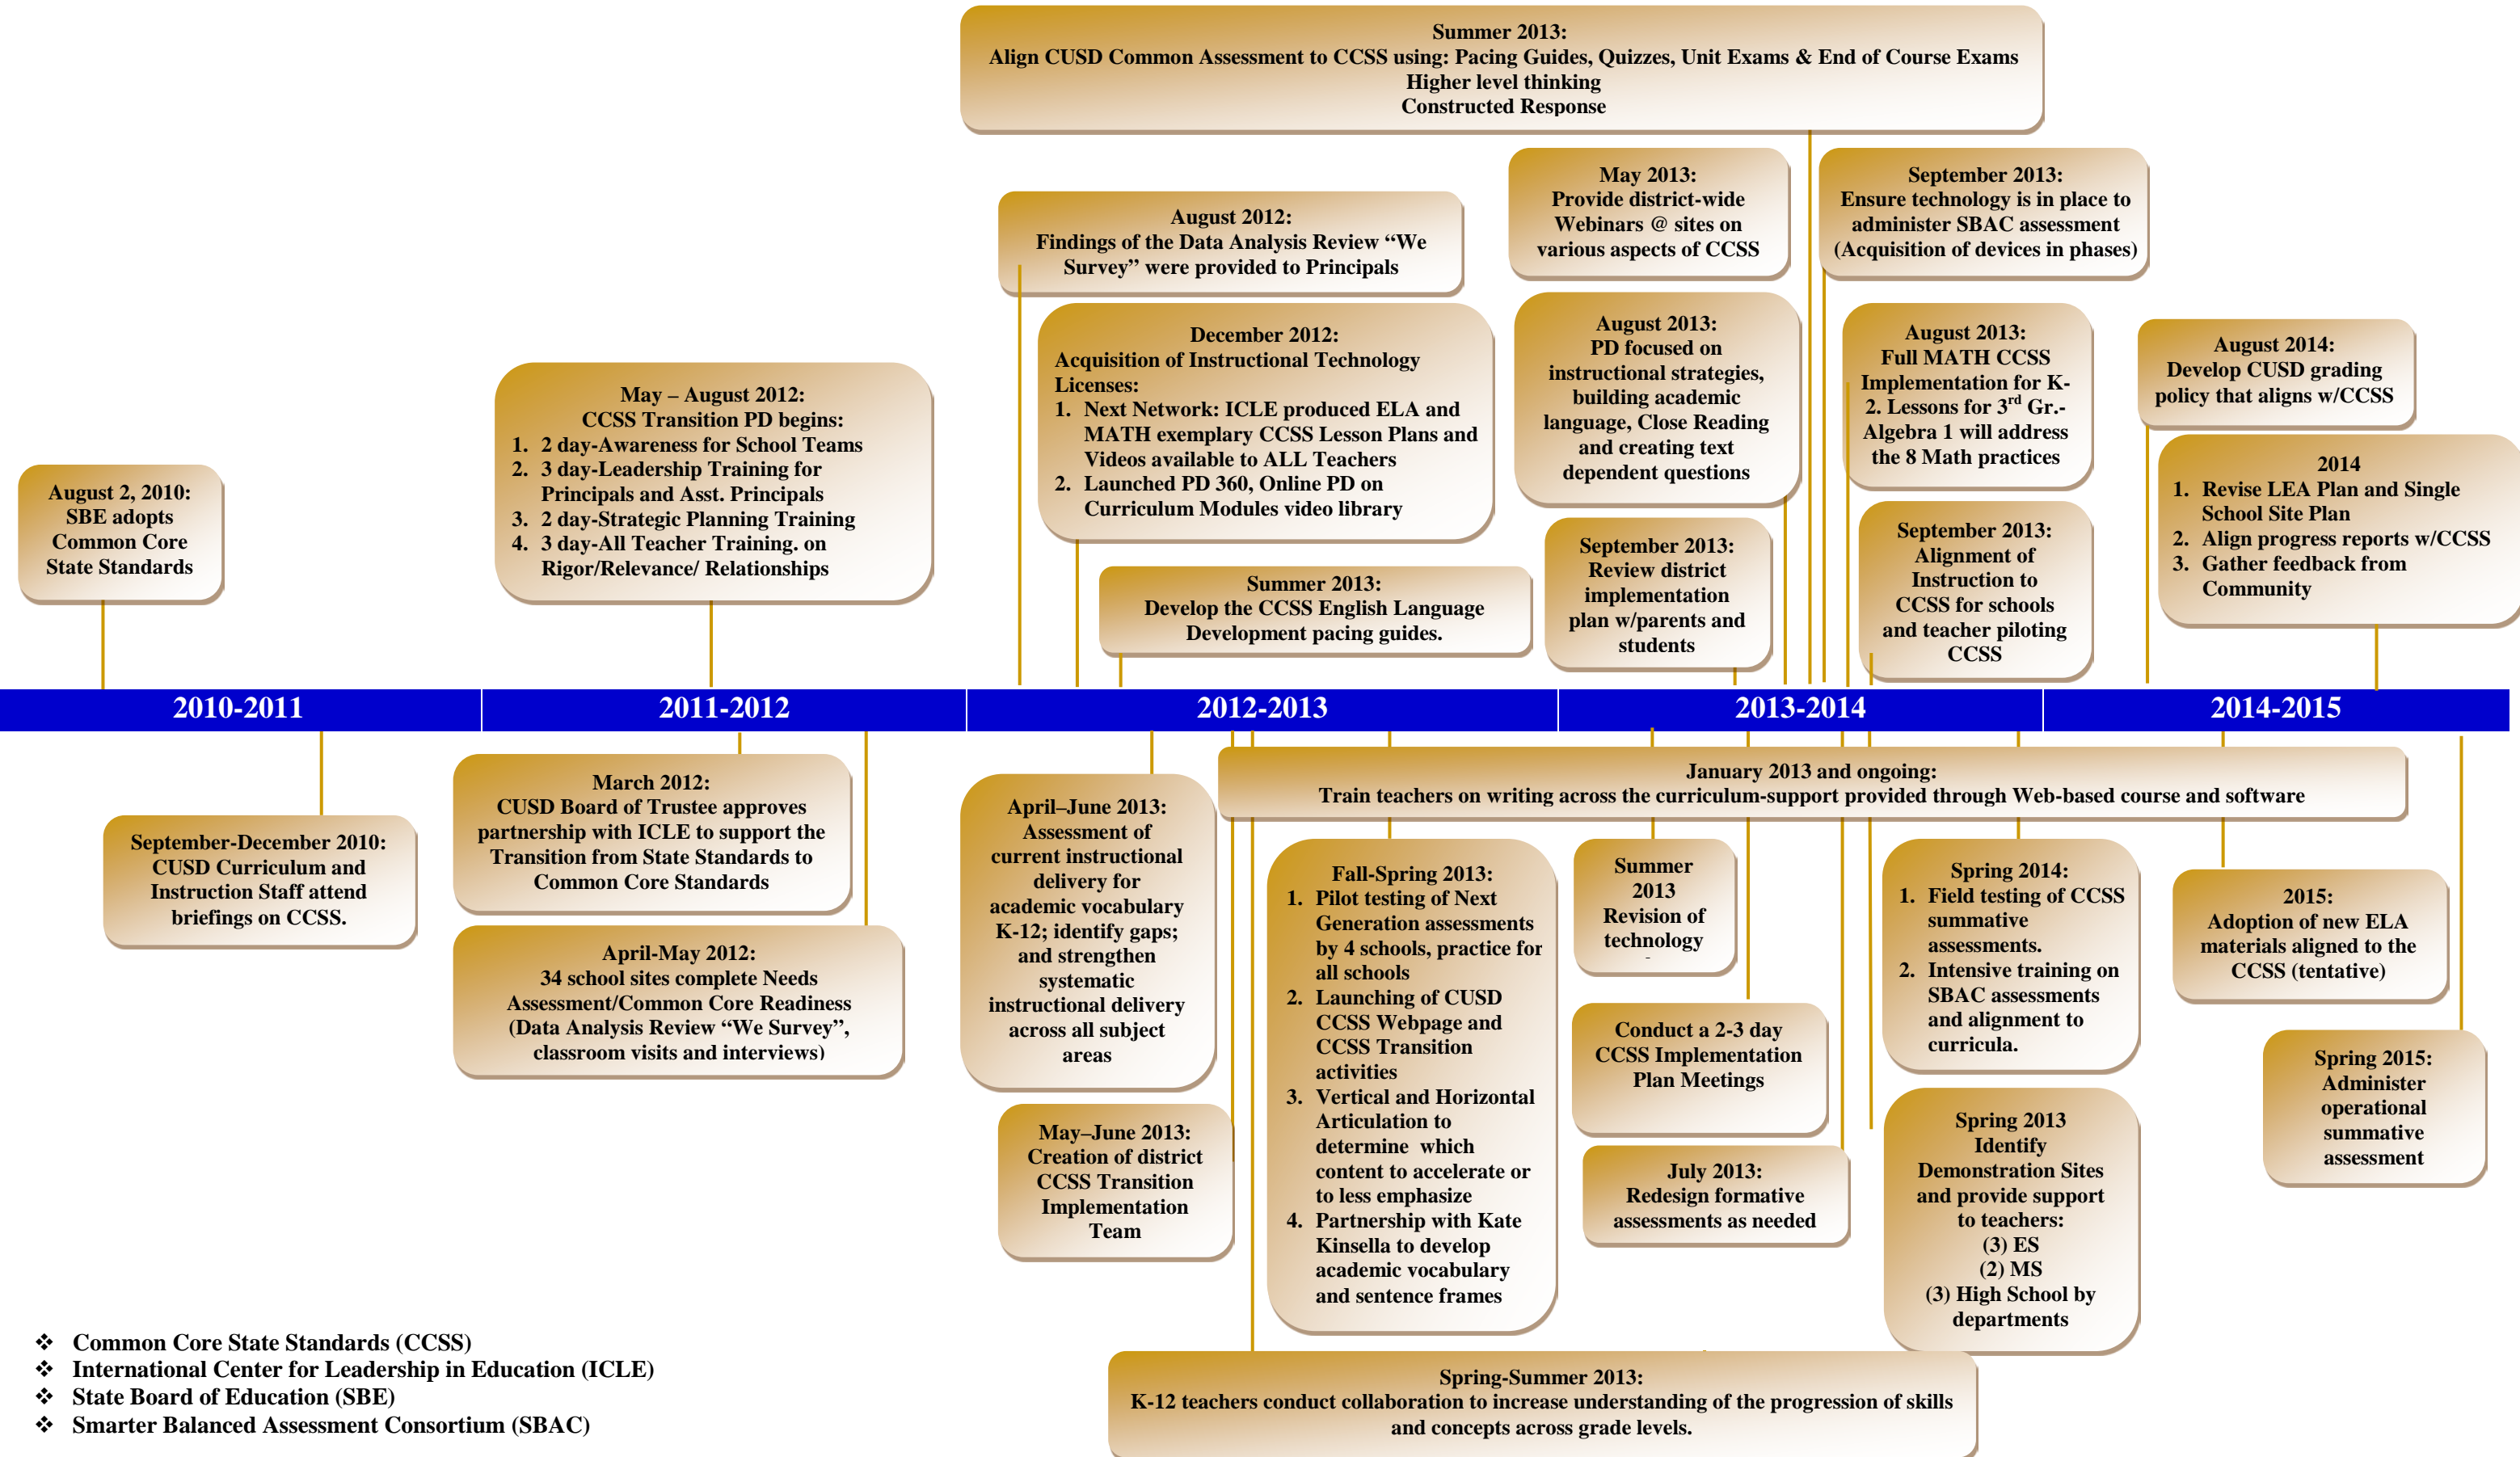 Summer 2013:
Align CUSD Common Assessment to CCSS using: Pacing Guides, Quizzes, Unit Exams & End of Course Exams
Higher level thinking
Constructed Response
August 2, 2010:
SBE adopts
Common Core
State Standards
May – August 2012:
CCSS Transition PD begins:
1. 2 day-Awareness for School Teams
2. 3 day-Leadership Training for
Principals and Asst. Principals
3. 2 day-Strategic Planning Training
4. 3 day-All Teacher Training. on
Rigor/Relevance/ Relationships
August 2012:
Findings of the Data Analysis Review “We
Survey” were provided to Principals
December 2012:
Acquisition of Instructional Technology
Licenses:
1. Next Network: ICLE produced ELA and
MATH exemplary CCSS Lesson Plans and
Videos available to ALL Teachers
2. Launched PD 360, Online PD on
Curriculum Modules video library
Summer 2013:
Develop the CCSS English Language
Development pacing guides.
May 2013:
Provide district-wide
Webinars @ sites on
various aspects of CCSS
August 2013:
PD focused on
instructional strategies,
building academic
language, Close Reading
and creating text
dependent questions
September 2013:
Review district
implementation
plan w/parents and
students
September 2013:
Ensure technology is in place to
administer SBAC assessment
(Acquisition of devices in phases)
August 2013:
Full MATH CCSS
Implementation for K-
2. Lessons for 3rd Gr.-
Algebra 1 will address
the 8 Math practices
September 2013:
Alignment of
Instruction to
CCSS for schools
and teacher piloting
CCSS
August 2014:
Develop CUSD grading
policy that aligns w/CCSS
2014
1. Revise LEA Plan and Single
School Site Plan
2. Align progress reports w/CCSS
3. Gather feedback from
Community
2010-2011
2011-2012
2012-2013
2013-2014
2014-2015
September-December 2010:
CUSD Curriculum and
Instruction Staff attend
briefings on CCSS.
March 2012:
CUSD Board of Trustee approves
partnership with ICLE to support the
Transition from State Standards to
Common Core Standards
April-May 2012:
34 school sites complete Needs
Assessment/Common Core Readiness
(Data Analysis Review “We Survey”,
classroom visits and interviews)
April–June 2013:
Assessment of
current instructional
delivery for
academic vocabulary
K-12; identify gaps;
and strengthen
systematic
instructional delivery
across all subject
areas
May–June 2013:
Creation of district
CCSS Transition
Implementation
Team
January 2013 and ongoing:
Train teachers on writing across the curriculum-support provided through Web-based course and software
Fall-Spring 2013:
1. Pilot testing of Next
Generation assessments
by 4 schools, practice for
all schools
2. Launching of CUSD
CCSS Webpage and
CCSS Transition
activities
3. Vertical and Horizontal
Articulation to
determine which
content to accelerate or
to less emphasize
4. Partnership with Kate
Kinsella to develop
academic vocabulary
and sentence frames
Summer
2013
Revision of
technology
Conduct a 2-3 day
CCSS Implementation
Plan Meetings
July 2013:
Redesign formative
assessments as needed
Spring 2014:
1. Field testing of CCSS
summative
assessments.
2. Intensive training on
SBAC assessments
and alignment to
curricula.
Spring 2013
Identify
Demonstration Sites
and provide support
to teachers:
(3) ES
(2) MS
(3) High School by
departments
2015:
Adoption of new ELA
materials aligned to the
CCSS (tentative)
Spring 2015:
Administer
operational
summative
assessment
Spring-Summer 2013:
K-12 teachers conduct collaboration to increase understanding of the progression of skills
and concepts across grade levels.
❖ Common Core State Standards (CCSS)
❖ International Center for Leadership in Education (ICLE)
❖ State Board of Education (SBE)
❖ Smarter Balanced Assessment Consortium (SBAC)